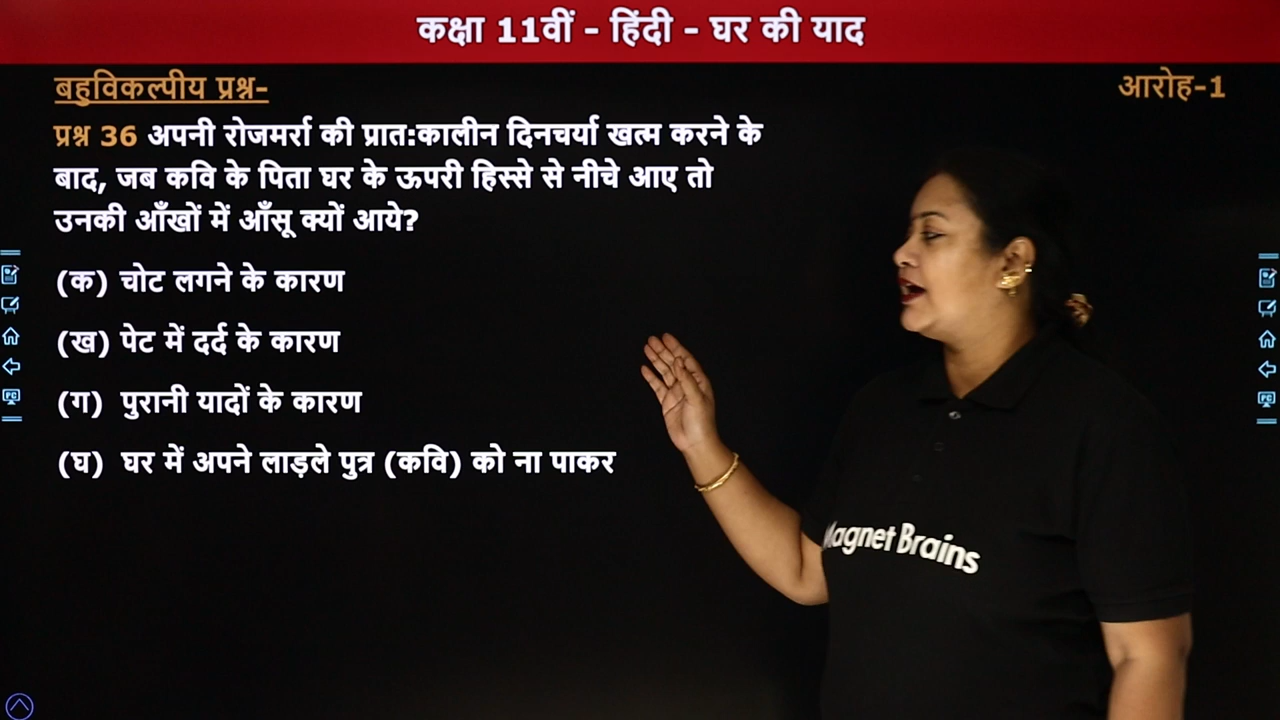 कक्षा 11वीं - हिंदी - घर की याद
बहुविकल्पीय प्रश्न-
आरोह-1
प्रश्न 36 अपनी रोजमर्रा की प्रात:कालीन दिनचर्या खत्म करने के
बाद, जब कवि के पिता घर के ऊपरी हिस्से से नीचे आए तो
उनकी आँखों में आँसू क्यों आये?
(क) चोट लगने के कारण
(ख) पेट में दर्द के कारण
(ग) पुरानी यादों के कारण
(घ) घर में अपने लाड़ले पुत्र (कवि) को ना पाकर
Magnet Brains